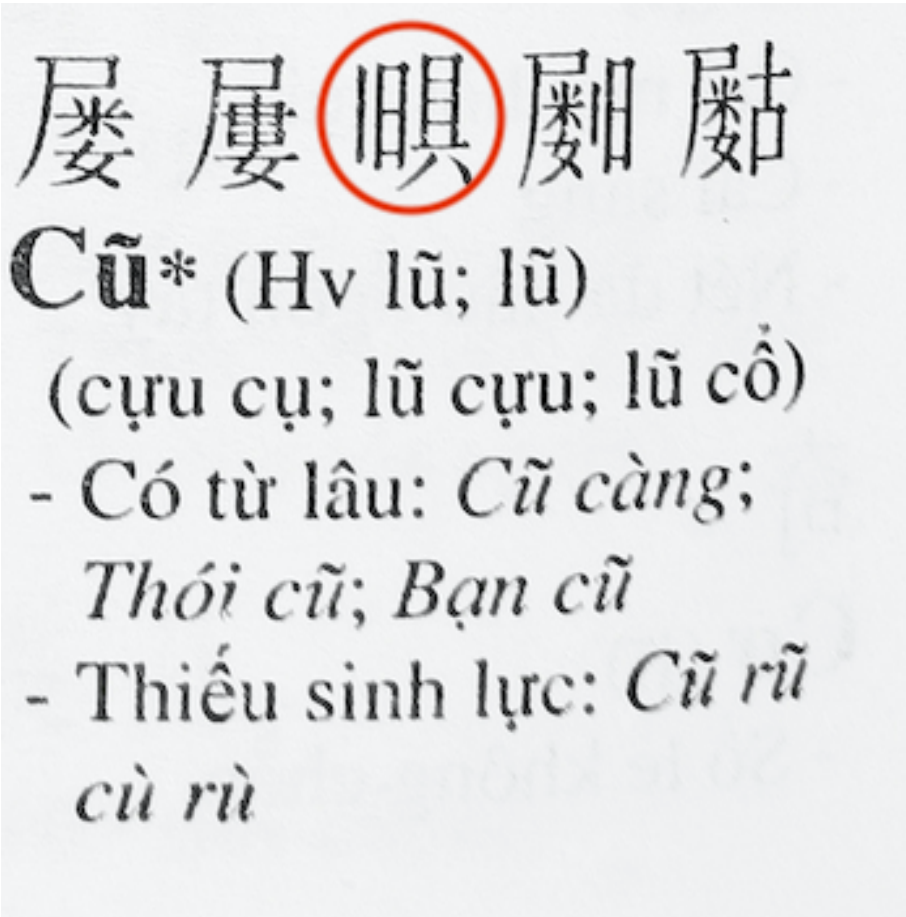 屡 屢
Cũ* (Hv lũ; lũ)
(cựu cụ; lũ cựu; lũ cổ)
- Có từ lâu: Cũ càng;
Thói cũ; Bạn cũ
- Thiếu sinh lực: Cũ rũ
cù rù